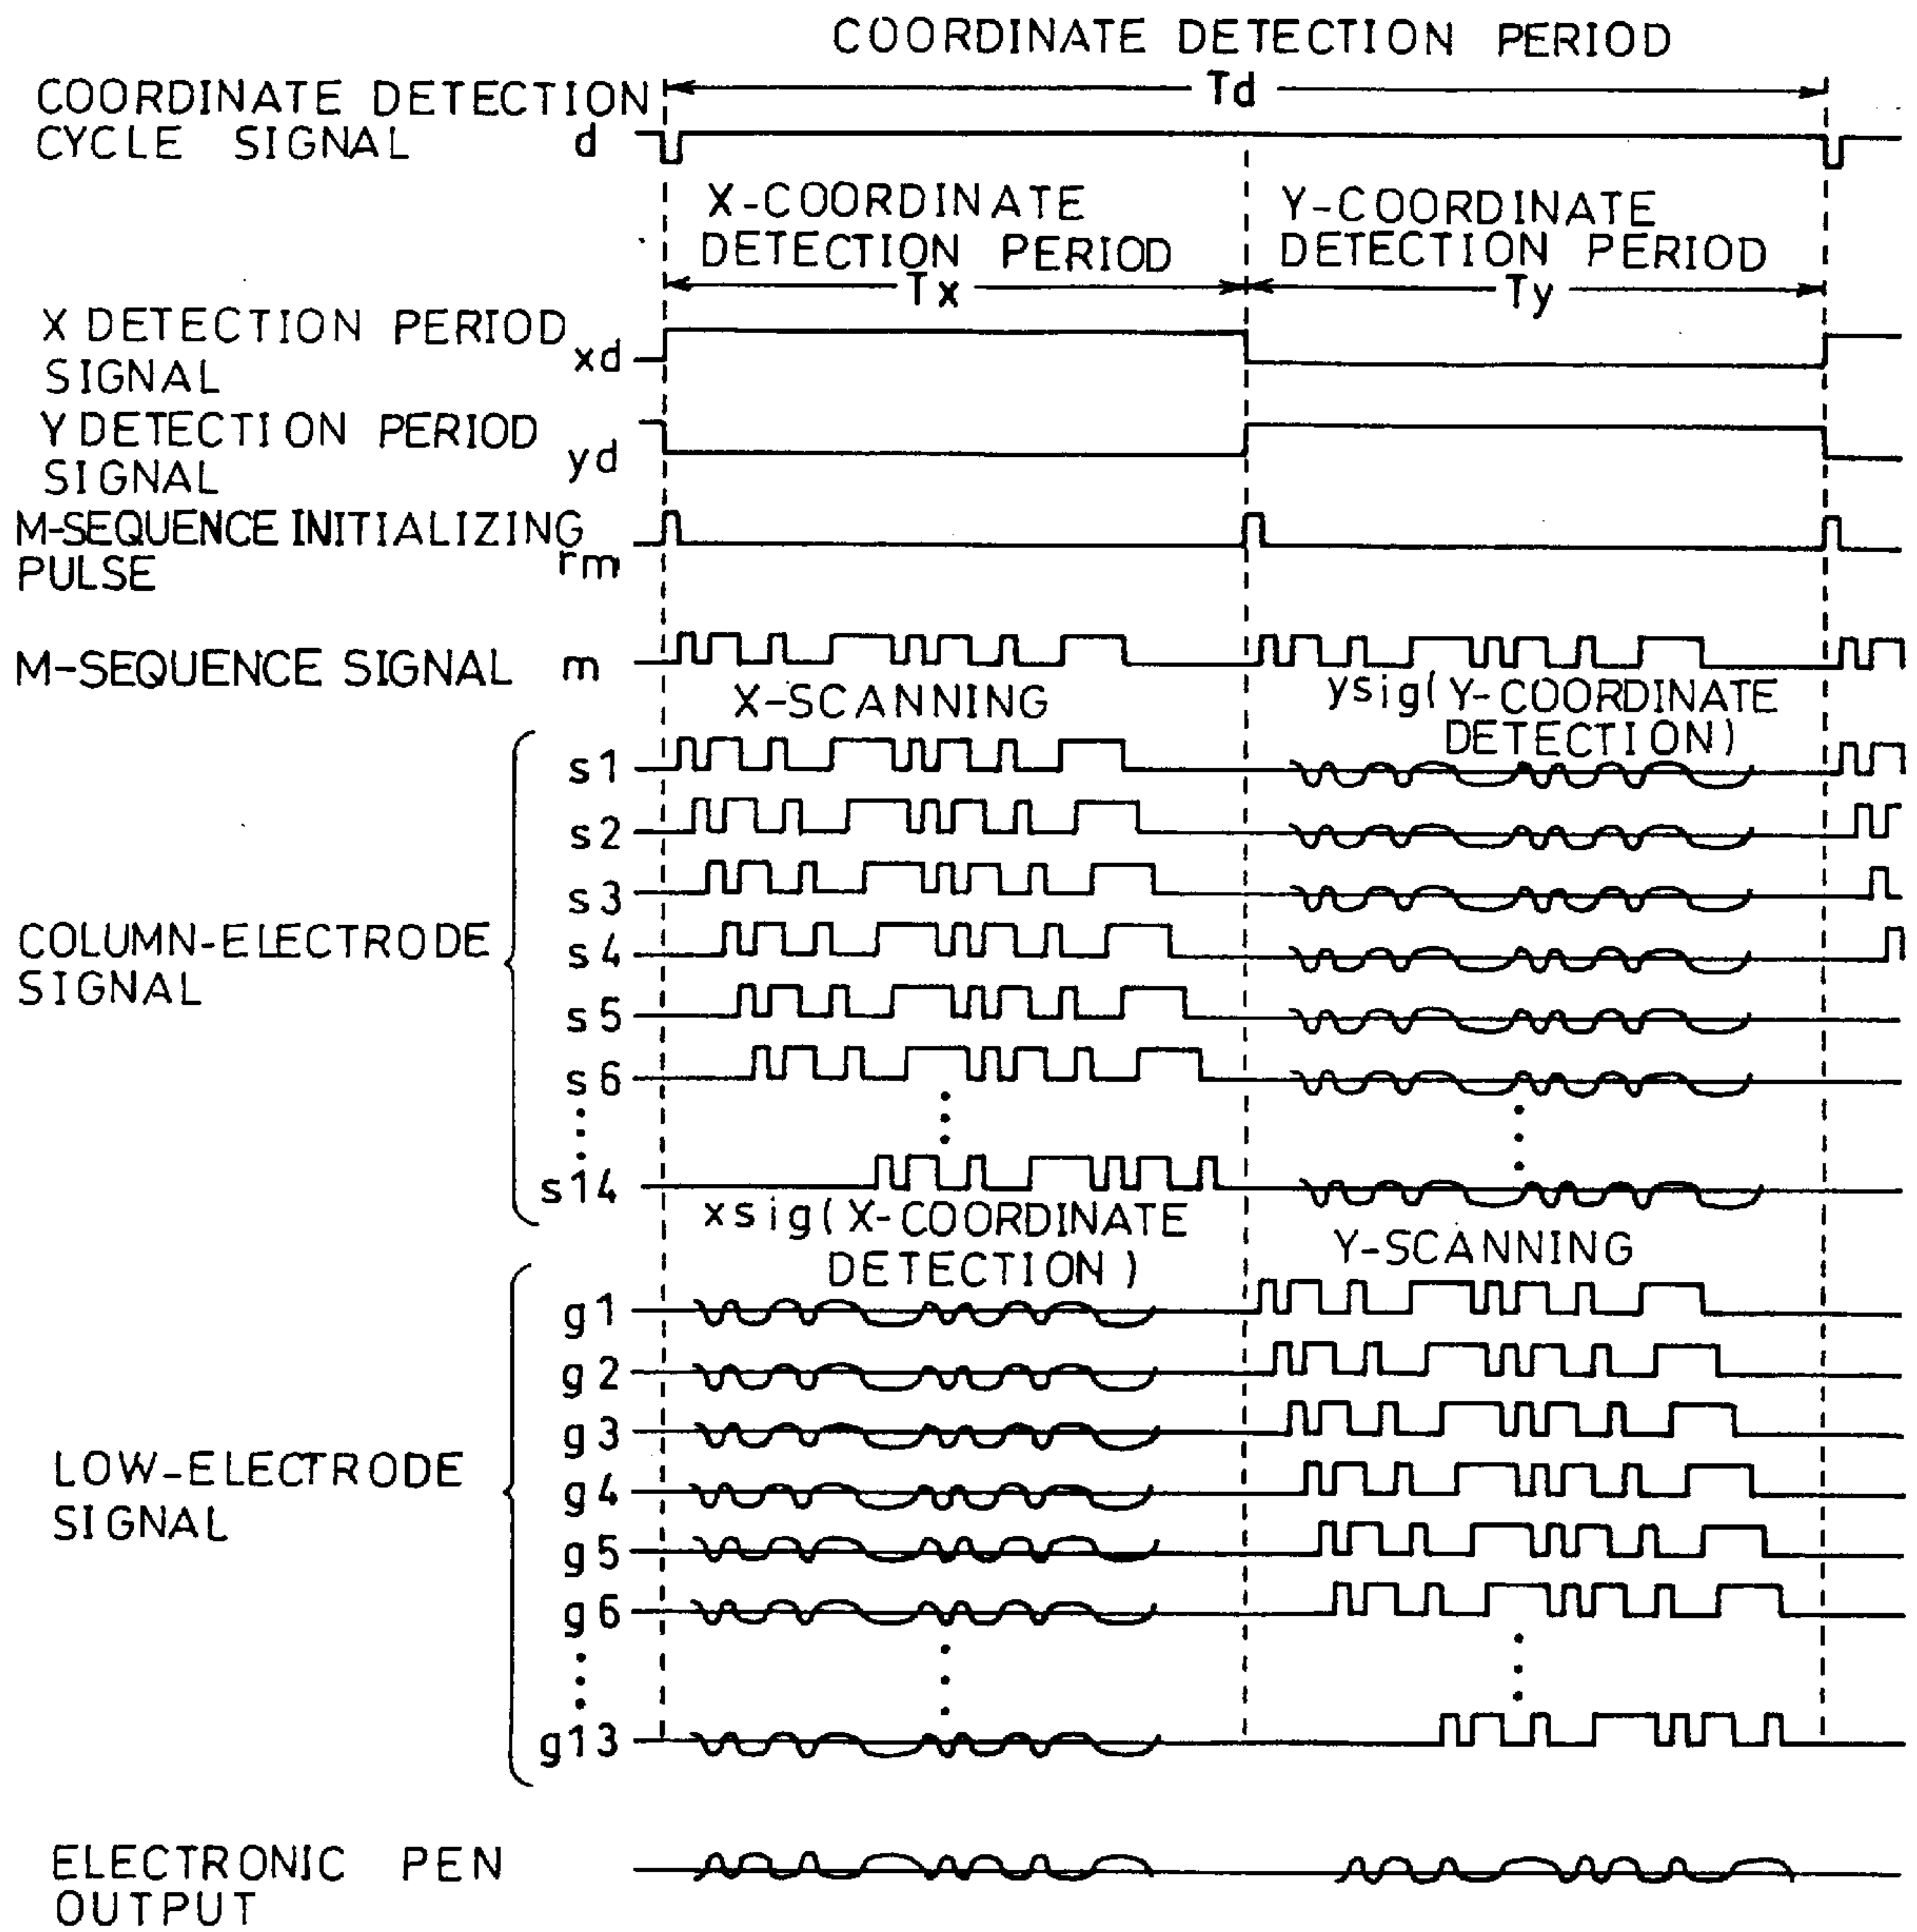 COORDINATE DETECTION PERIOD
Td
COORDINATE DETECTION
CYCLE SIGNAL d
X-COORDINATE
DETECTION PERIOD
Tx
Y-COORDINATE
DETECTION PERIOD
Ty
X DETECTION PERIOD
SIGNAL
xd
Y DETECTION PERIOD
SIGNAL
yd
M-SEQUENCE INITIALIZING
PULSE
rm
M-SEQUENCE SIGNAL m
X-SCANNING
ysig(Y-COORDINATE
DETECTION)
COLUMN-ELECTRODE
SIGNAL
s1
s2
s3
s4
s5
s6
s14
xsig(X-COORDINATE
DETECTION)
Y-SCANNING
LOW-ELECTRODE
SIGNAL
g1
g2
g3
g4
g5
g6
g13
ELECTRONIC PEN
OUTPUT